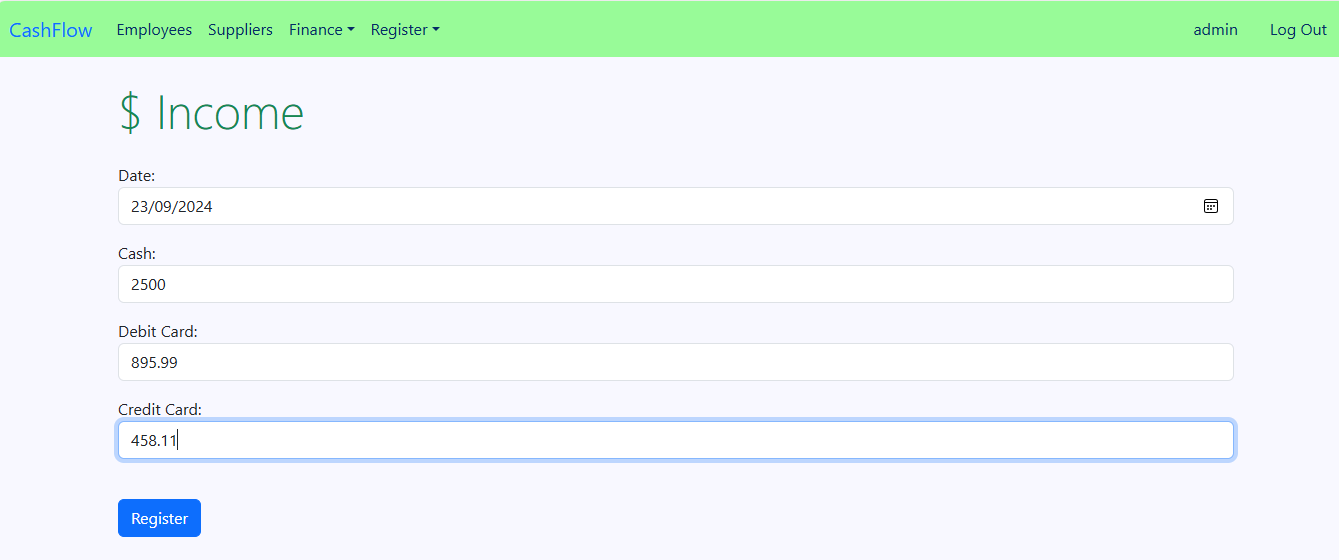 CashFlow Employees Suppliers Finance Register admin Log Out
$ Income
Date:
23/09/2024
Cash:
2500
Debit Card:
895.99
Credit Card:
458.11
Register